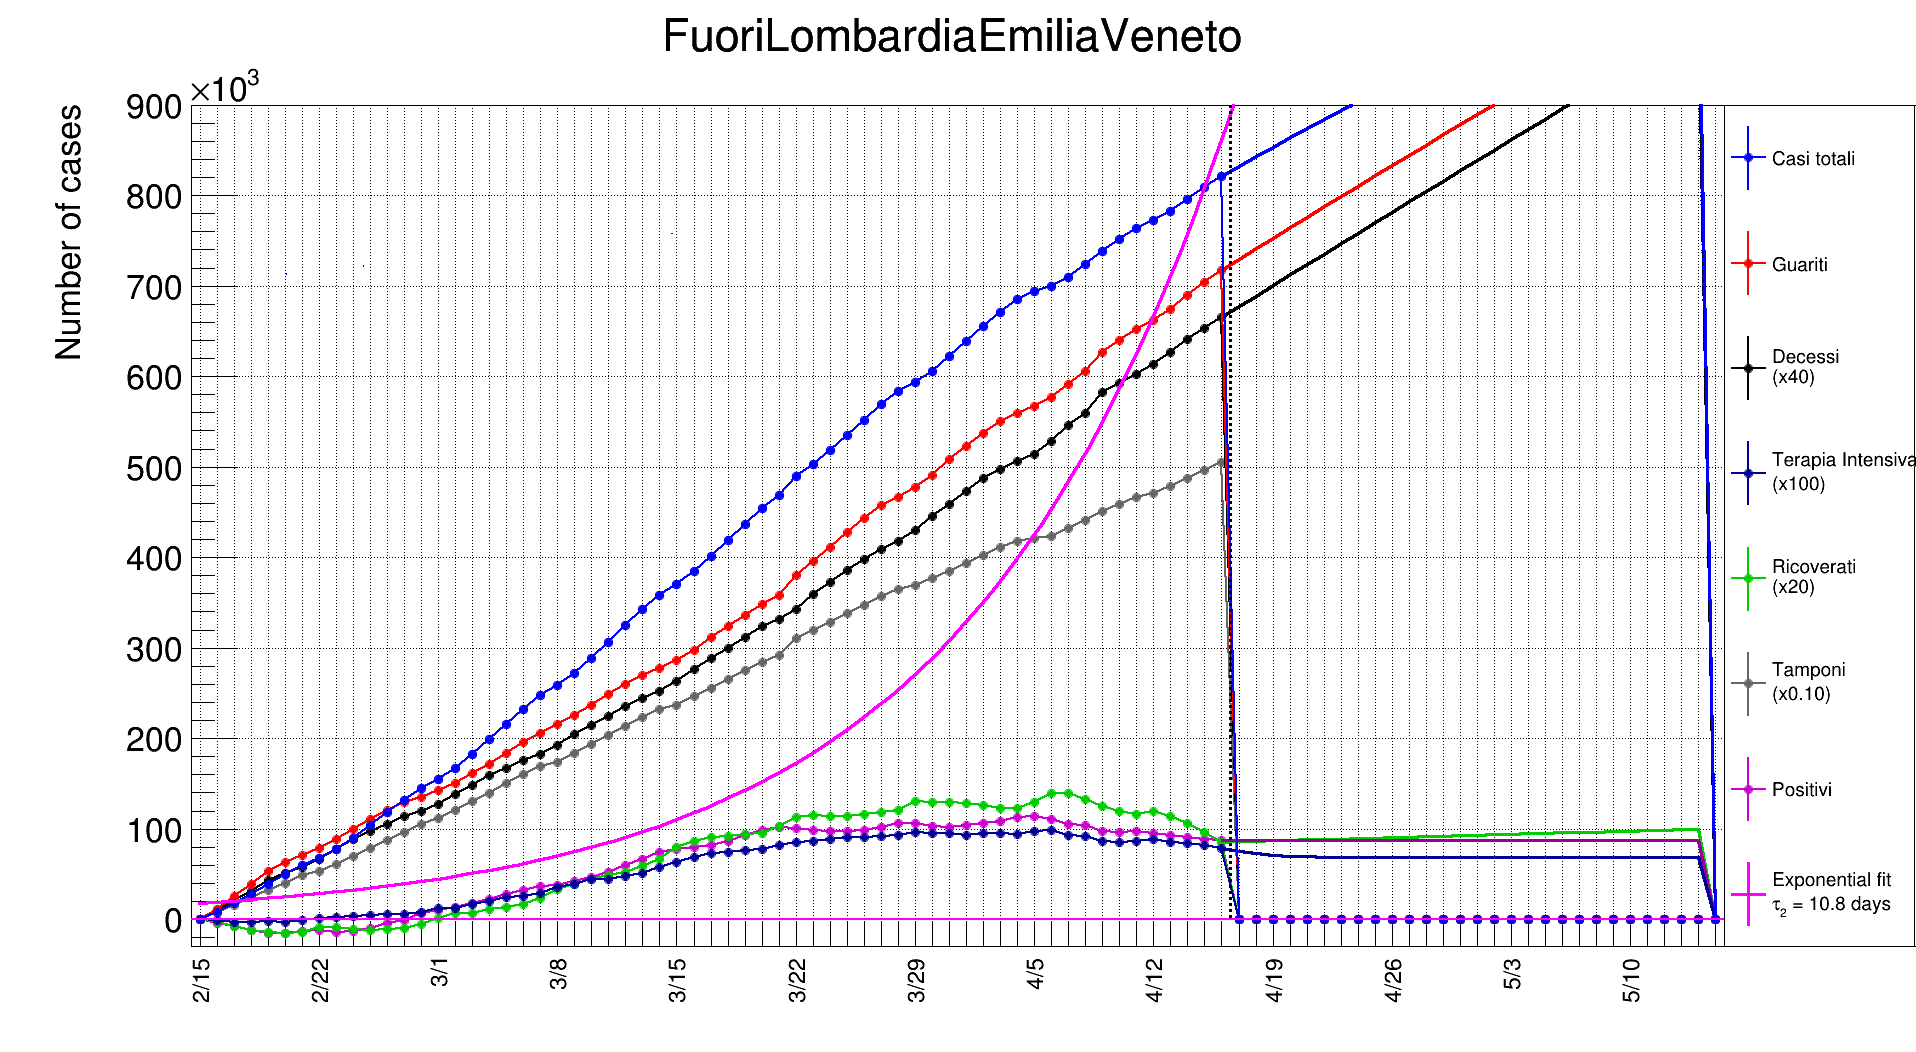 FuoriLombardiaEmiliaVeneto
×10³
Number of cases
900
800
700
600
500
400
300
200
100
0
2/15
2/22
3/1
3/8
3/15
3/22
3/29
4/5
4/12
4/19
4/26
5/3
5/10
Casi totali
Guariti
Decessi
(x40)
Terapia Intensiva
(x100)
Ricoverati
(x20)
Tamponi
(x0.10)
Positivi
Exponential fit
τ₂ = 10.8 days